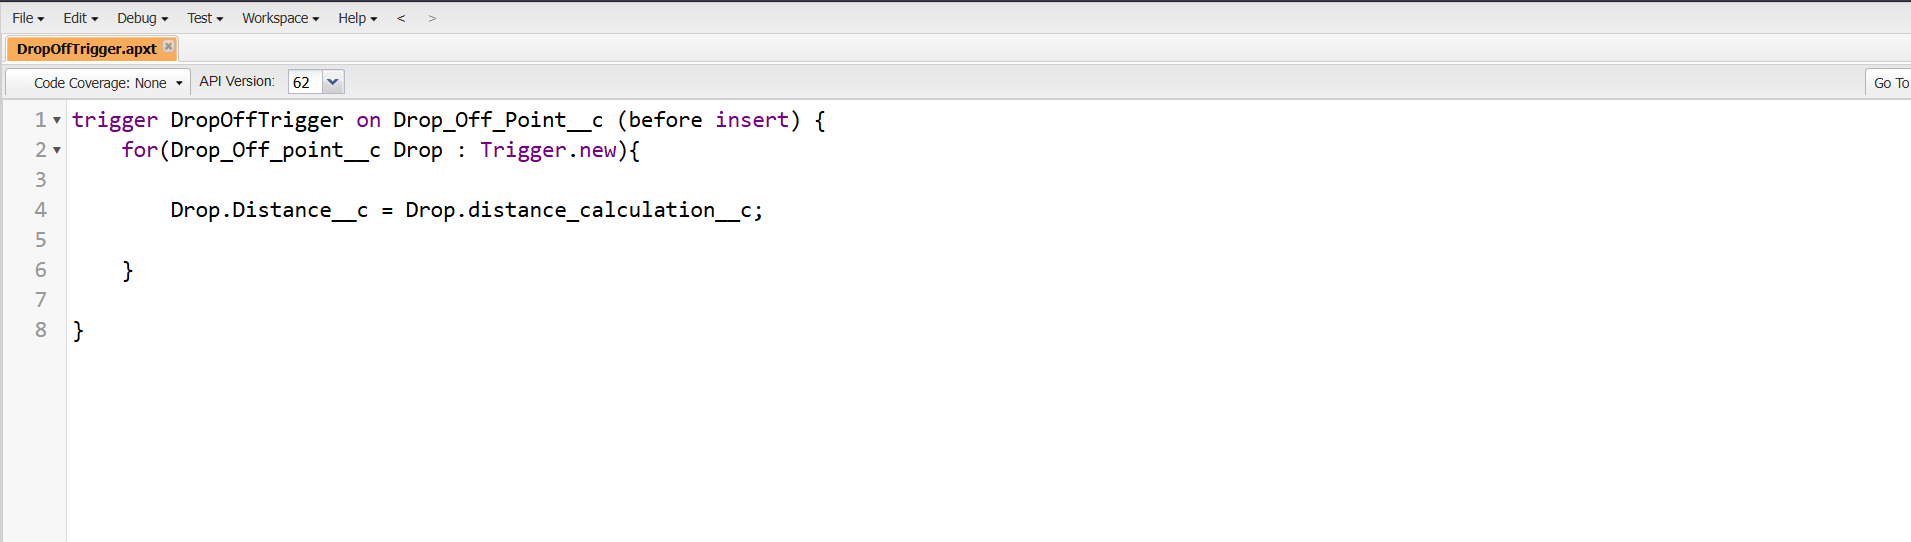 File Edit Debug Test Workspace Help < >
DropOffTrigger.apxt
Code Coverage: None API Version: 62 Go To
1 trigger DropOffTrigger on Drop_Off_Point__c (before insert) {
2 for(Drop_Off_point__c Drop : Trigger.new){
3
4 Drop.Distance__c = Drop.distance_calculation__c;
5
6 }
7
8 }